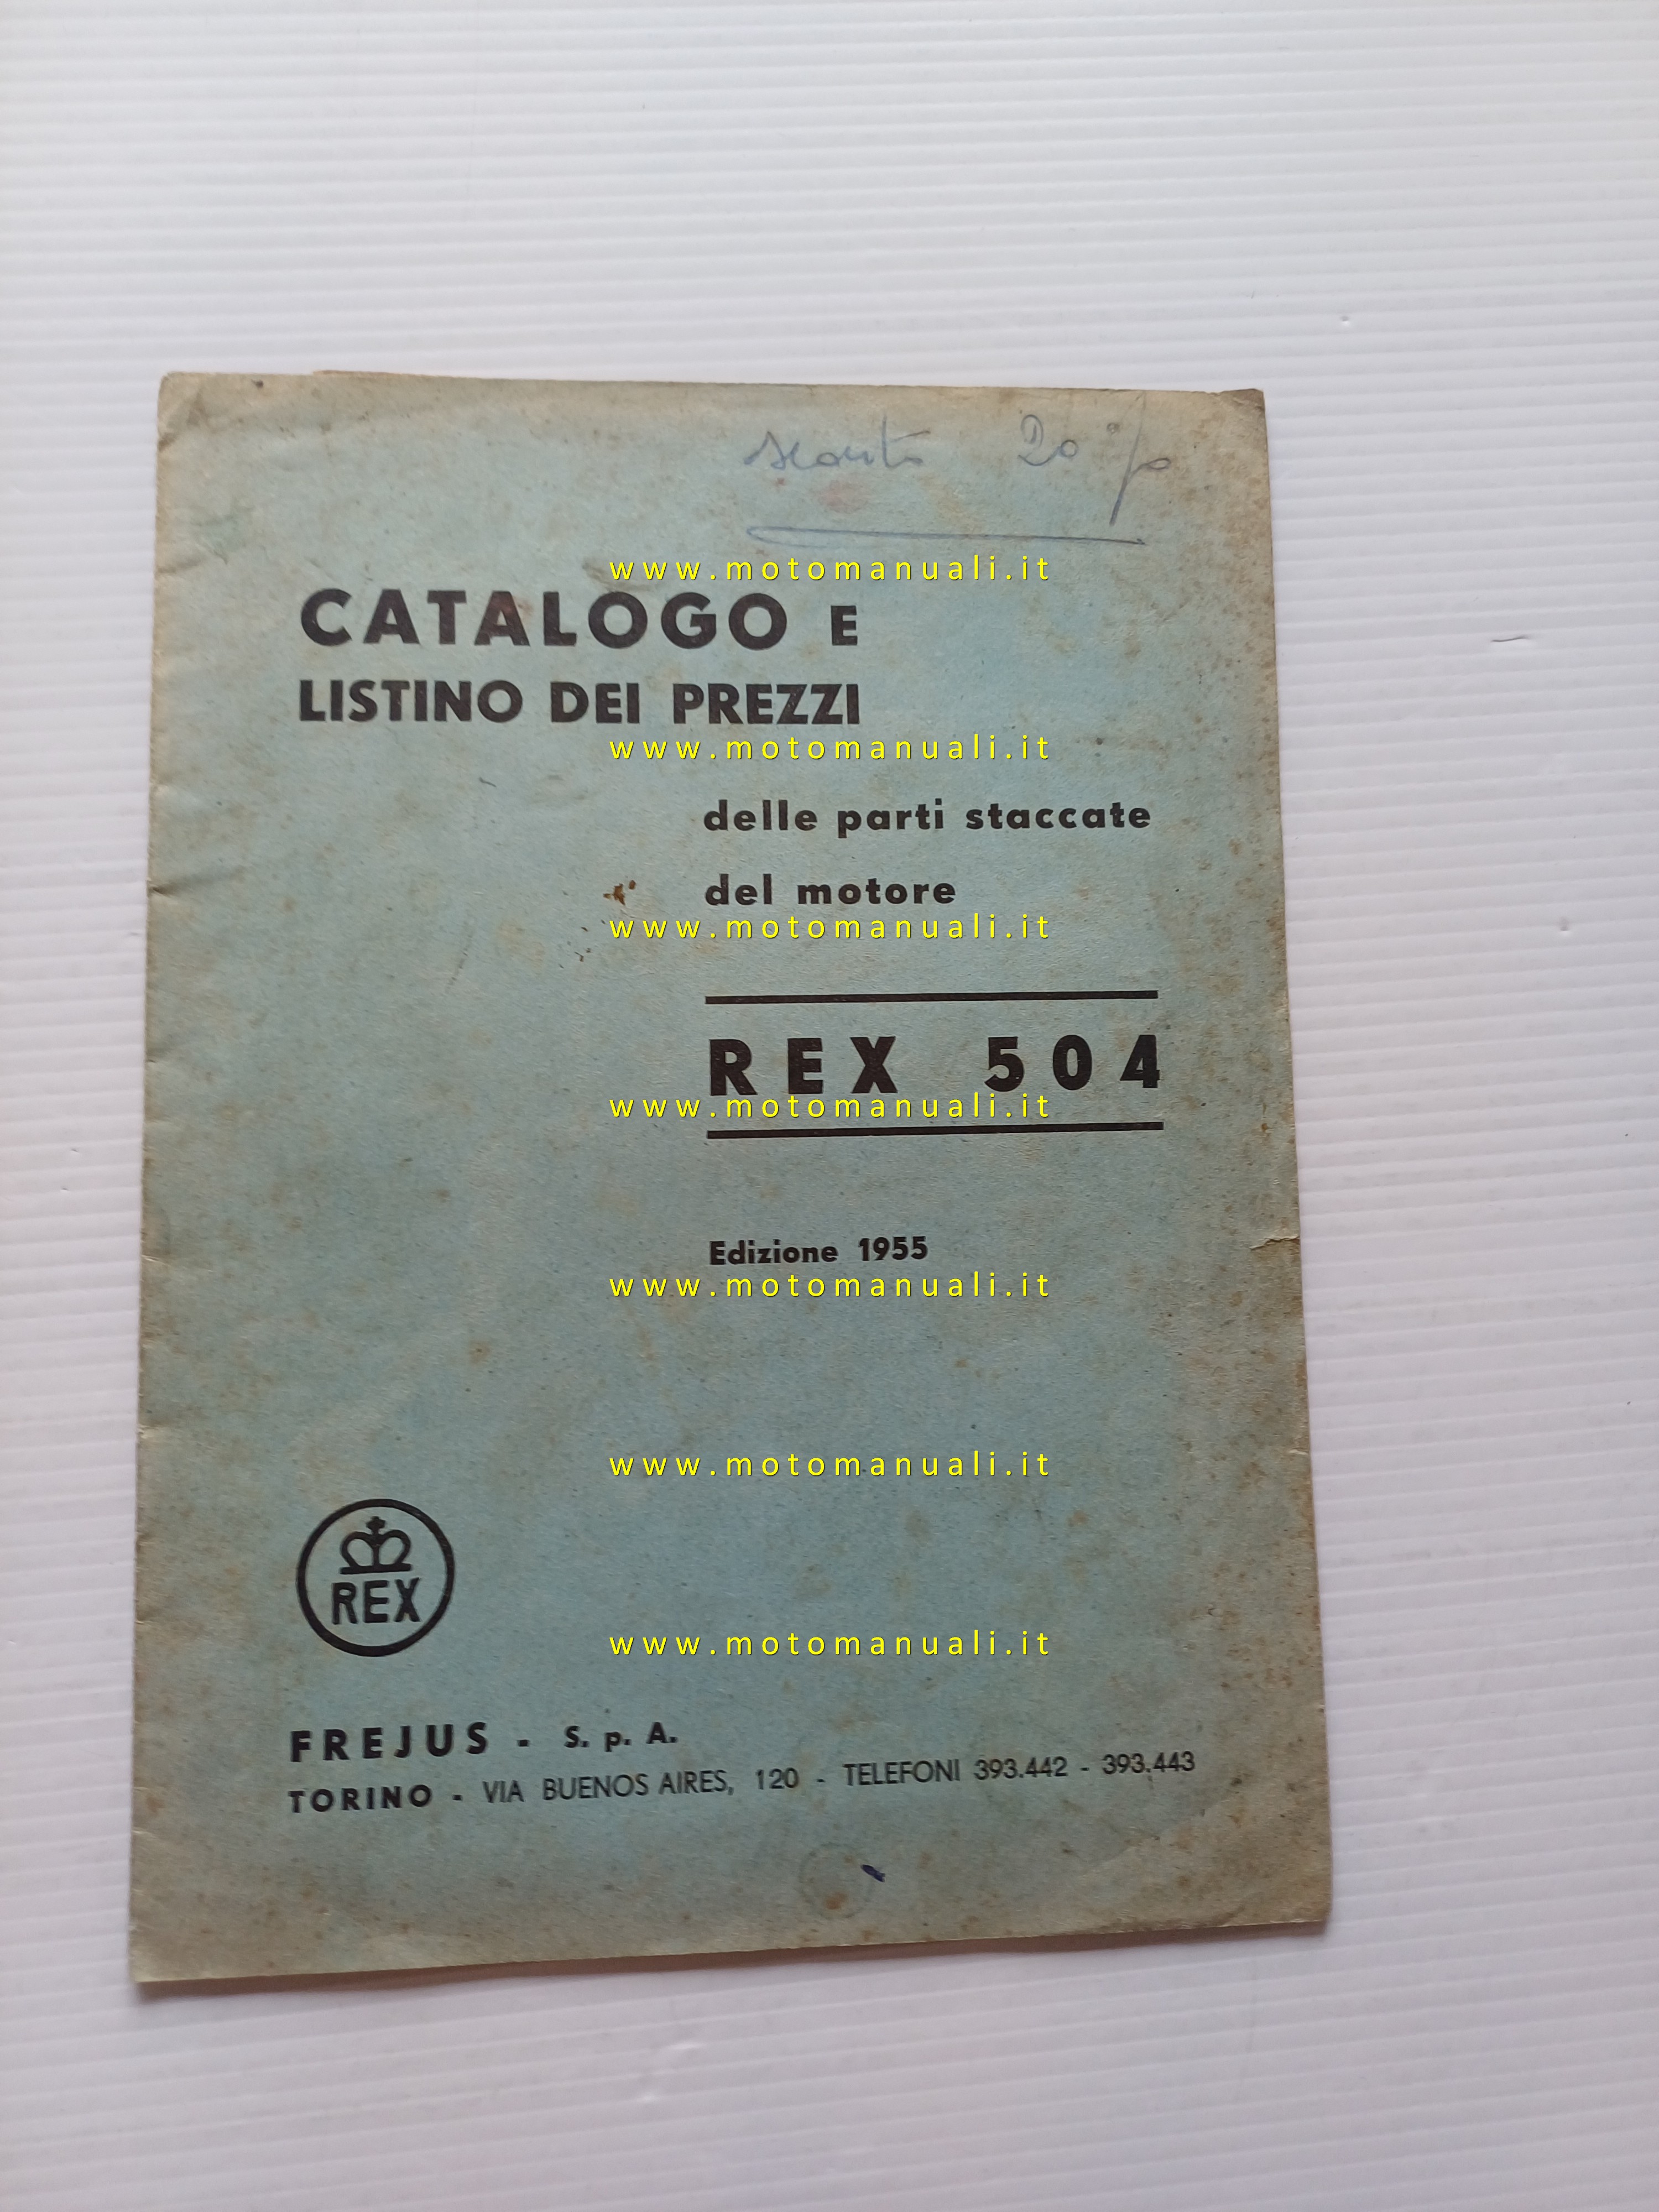 sconto 20 %
www.motomanuali.it
CATALOGO E
LISTINO DEI PREZZI
www.motomanuali.it
delle parti staccate
del motore
www.motomanuali.it
REX 504
www.motomanuali.it
Edizione 1955
www.motomanuali.it
www.motomanuali.it
REX
www.motomanuali.it
FREJUS - S. p. A.
TORINO - VIA BUENOS AIRES, 120 - TELEFONI 393.442 - 393.443